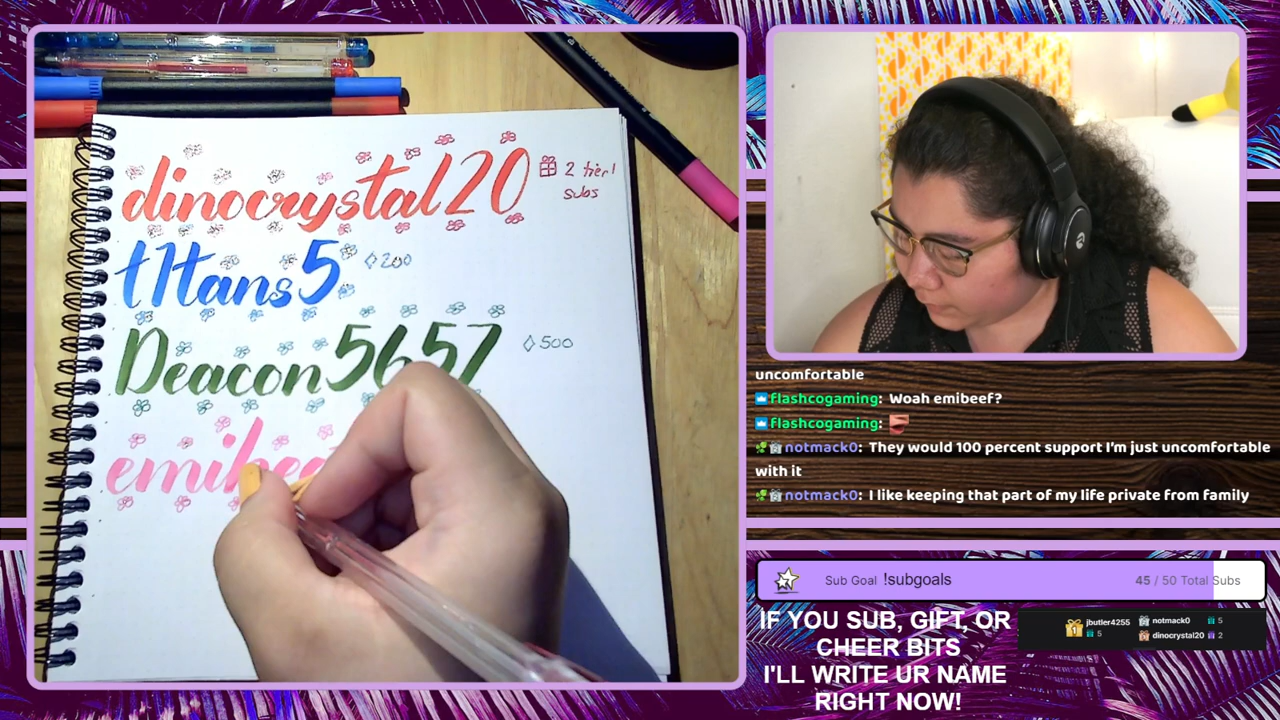 dinocrystal20
2 tier 1
subs
t1tans5
200
Deacon5657
500
uncomfortable
flashcogaming: Woah emibeef?
flashcogaming:
notmack0: They would 100 percent support I'm just uncomfortable
with it
notmack0: I like keeping that part of my life private from family
Sub Goal !subgoals
45 / 50 Total Subs
IF YOU SUB, GIFT, OR
CHEER BITS
I'LL WRITE UR NAME
RIGHT NOW!
1 jbutler4255
5
notmack0 5
dinocrystal20 2